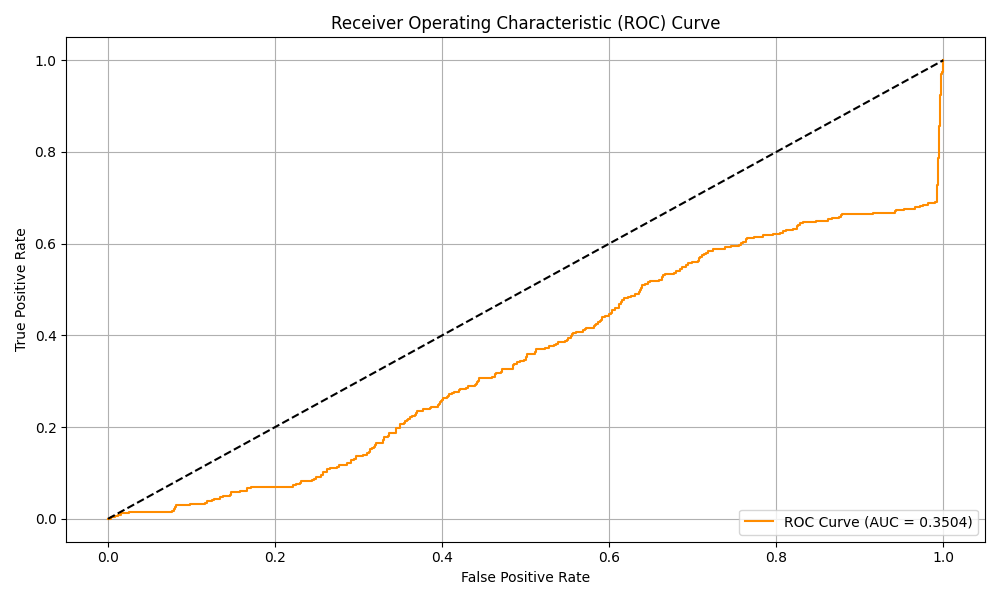 Receiver Operating Characteristic (ROC) Curve
True Positive Rate
1.0
0.8
0.6
0.4
0.2
0.0
0.0 0.2 0.4 0.6 0.8 1.0
False Positive Rate
ROC Curve (AUC = 0.3504)